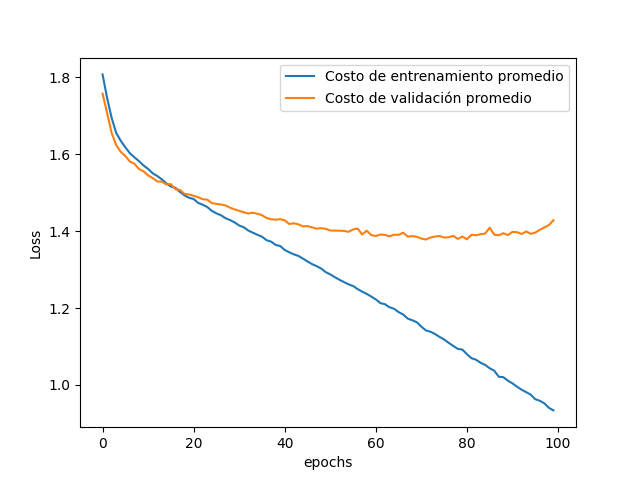 Costo de entrenamiento promedio
Costo de validación promedio
1.8
1.6
1.4
1.2
1.0
Loss
0 20 40 60 80 100
epochs